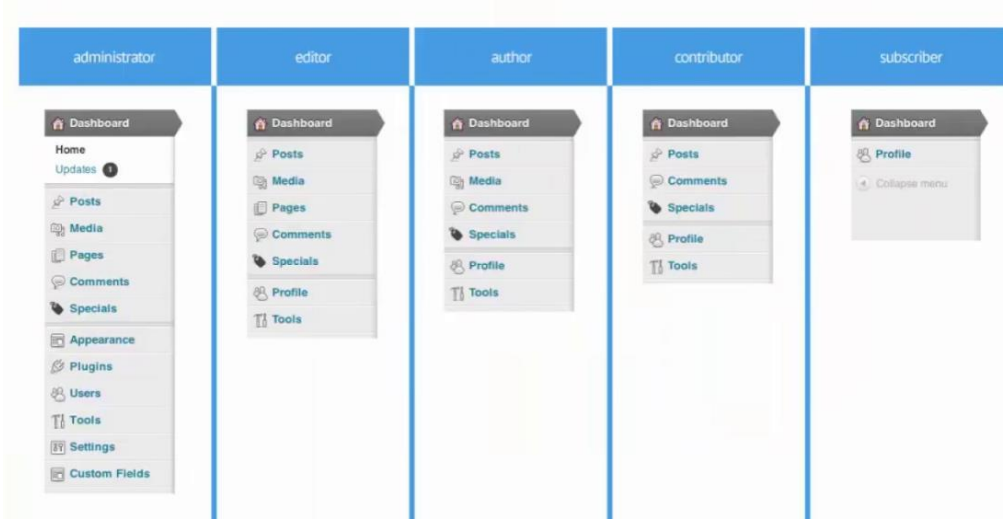 administrator
editor
author
contributor
subscriber
Dashboard
Home
Updates 1
Posts
Media
Pages
Comments
Specials
Appearance
Plugins
Users
Tools
Settings
Custom Fields
Dashboard
Posts
Media
Pages
Comments
Specials
Profile
Tools
Dashboard
Posts
Media
Comments
Specials
Profile
Tools
Dashboard
Posts
Comments
Specials
Profile
Tools
Dashboard
Profile
Collapse menu